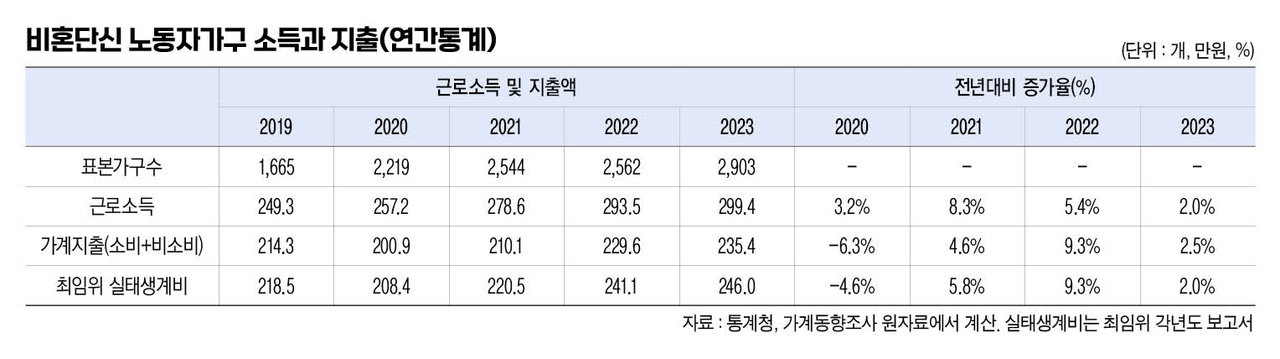 비혼단신 노동자가구 소득과 지출(연간통계)
(단위 : 개, 만원, %)
근로소득 및 지출액 전년대비 증가율(%)
2019 2020 2021 2022 2023 2020 2021 2022 2023
표본가구수 1,665 2,219 2,544 2,562 2,903 – – – –
근로소득 249.3 257.2 278.6 293.5 299.4 3.2% 8.3% 5.4% 2.0%
가계지출(소비+비소비) 214.3 200.9 210.1 229.6 235.4 –6.3% 4.6% 9.3% 2.5%
최임위 실태생계비 218.5 208.4 220.5 241.1 246.0 –4.6% 5.8% 9.3% 2.0%
자료 : 통계청, 가계동향조사 원자료에서 계산. 실태생계비는 최임위 각년도 보고서